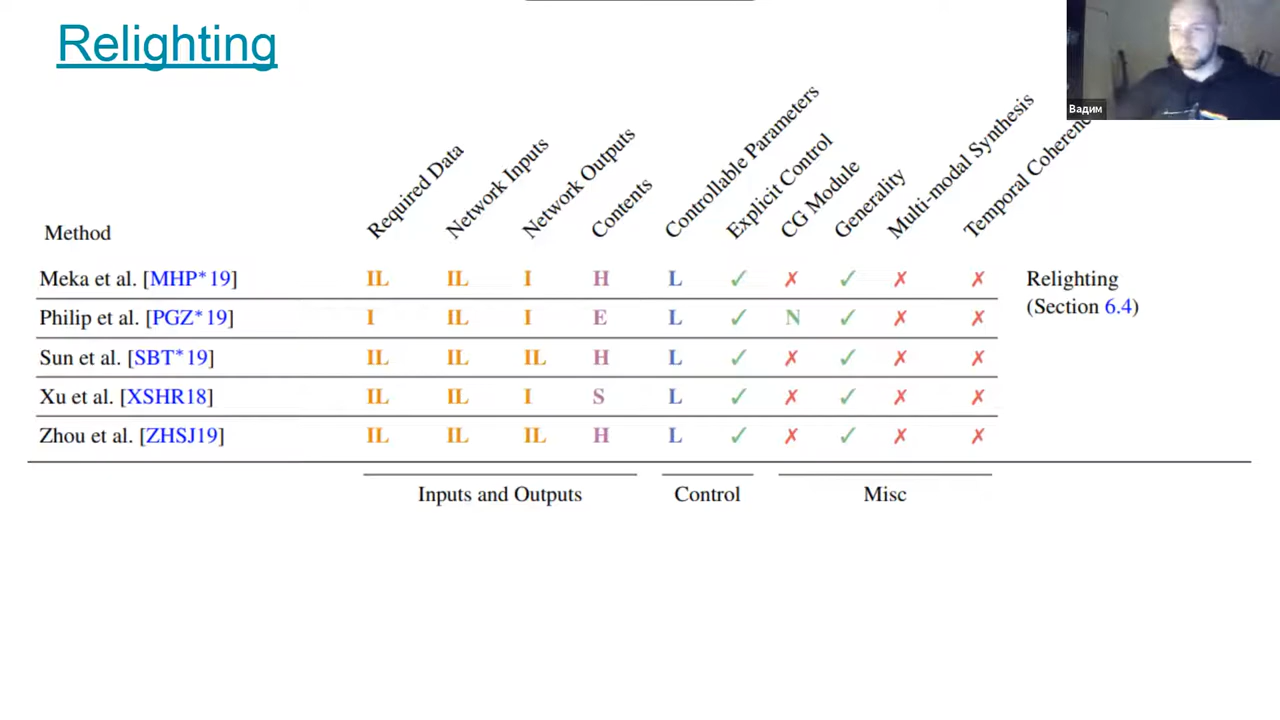 Relighting
Вадим
Method
Required Data
Network Inputs
Network Outputs
Contents
Controllable Parameters
Explicit Control
CG Module
Generality
Multi-modal Synthesis
Temporal Coheren
Meka et al. [MHP*19] IL IL I H L ✓ ✗ ✓ ✗ ✗ Relighting
(Section 6.4)
Philip et al. [PGZ*19] I IL I E L ✓ N ✓ ✗ ✗
Sun et al. [SBT*19] IL IL IL H L ✓ ✗ ✓ ✗ ✗
Xu et al. [XSHR18] IL IL I S L ✓ ✗ ✓ ✗ ✗
Zhou et al. [ZHSJ19] IL IL IL H L ✓ ✗ ✓ ✗ ✗
Inputs and Outputs Control Misc